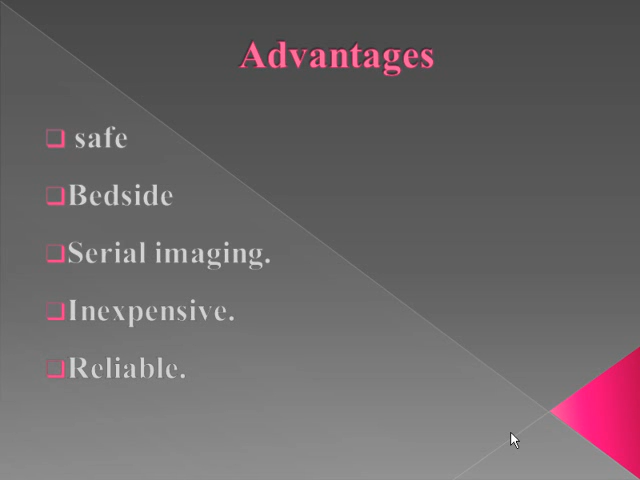 Advantages
safe
Bedside
Serial imaging.
Inexpensive.
Reliable.